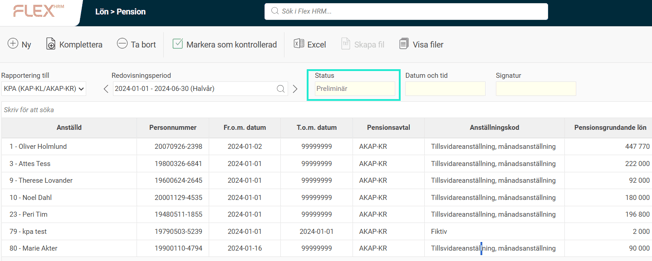 FLEX HRM
Lön > Pension
Sök i Flex HRM...
Ny Komplettera Ta bort Markera som kontrollerad Excel Skapa fil Visa filer
Rapportering till Redovisningsperiod Status Datum och tid Signatur
KPA (KAP-KL/AKAP-KR) 2024-01-01 - 2024-06-30 (Halvår) Preliminär
Skriv för att söka
Anställd Personnummer Fr.o.m. datum T.o.m. datum Pensionsavtal Anställningskod Pensionsgrundande lön
1 - Oliver Holmlund 20070926-2398 2024-01-02 99999999 AKAP-KR Tillsvidareanställning, månadsanställning 447 770
3 - Attes Tess 19800326-6841 2024-01-01 99999999 AKAP-KR Tillsvidareanställning, månadsanställning 222 000
9 - Therese Lovander 19600624-2645 2024-01-01 99999999 AKAP-KR Tillsvidareanställning, månadsanställning 92 000
10 - Noel Dahl 20001129-4535 2024-01-01 99999999 AKAP-KR Tillsvidareanställning, månadsanställning 180 000
23 - Peri Tim 19480511-1855 2024-01-01 99999999 AKAP-KR Tillsvidareanställning, månadsanställning 196 800
79 - kpa test 19790503-5239 2024-01-01 2024-01-01 AKAP-KR Fiktiv 2 000
80 - Marie Akter 19900110-4794 2024-01-16 99999999 AKAP-KR Tillsvidareanställning, månadsanställning 90 000